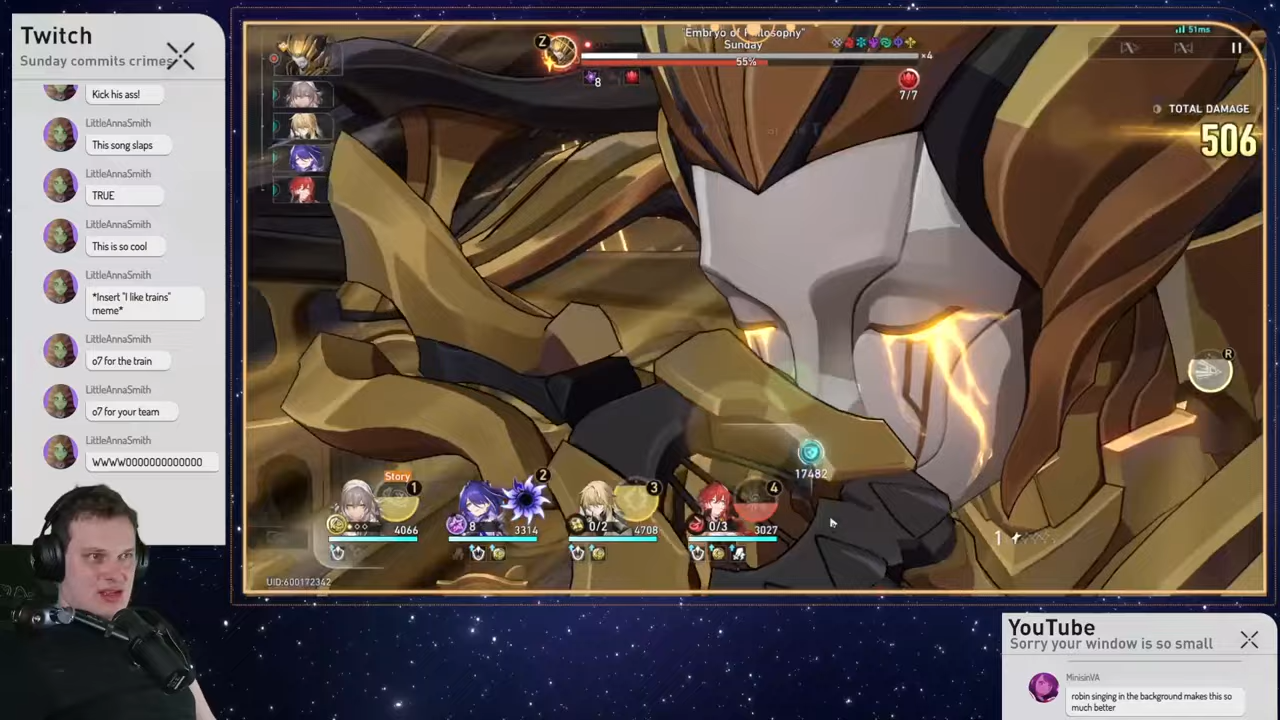 Twitch
Sunday commits crimes
Kick his ass!
LittleAnnaSmith
This song slaps
LittleAnnaSmith
TRUE
LittleAnnaSmith
This is so cool
LittleAnnaSmith
*Insert "I like trains"
meme*
LittleAnnaSmith
o7 for the train
LittleAnnaSmith
o7 for your team
LittleAnnaSmith
WWWW0000000000000
Z
"Embryo of Philosophy"
Sunday
55%
×4
8
7/7
51ms
TOTAL DAMAGE
506
R
17482
Story
1
4066
2
8
3314
3
0/2
4708
4
0/3
3027
1
UID:600172342
YouTube
Sorry your window is so small
MinisinVA
robin singing in the background makes this so
much better